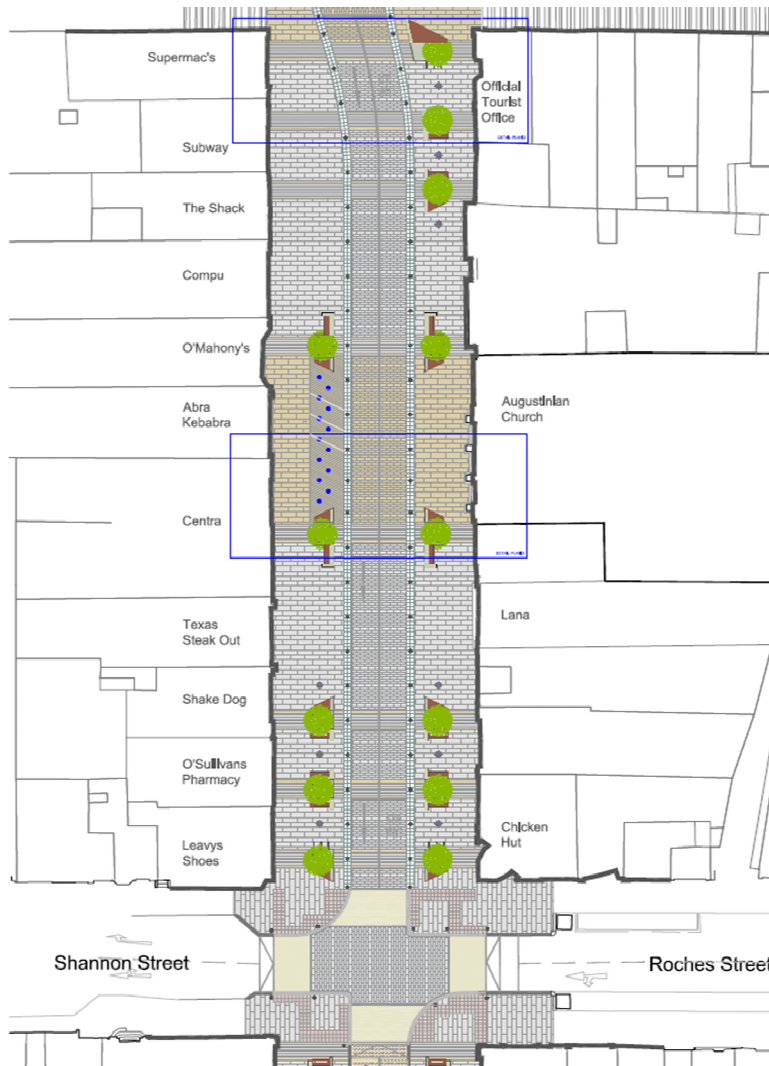 Supermac's
Official
Tourist
Office
Subway
The Shack
Compu
O'Mahony's
Abra
Kebabra
Augustinian
Church
Centra
Texas
Steak Out
Lana
Shake Dog
O'Sullivans
Pharmacy
Leavys
Shoes
Chicken
Hut
Shannon Street
Roches Street